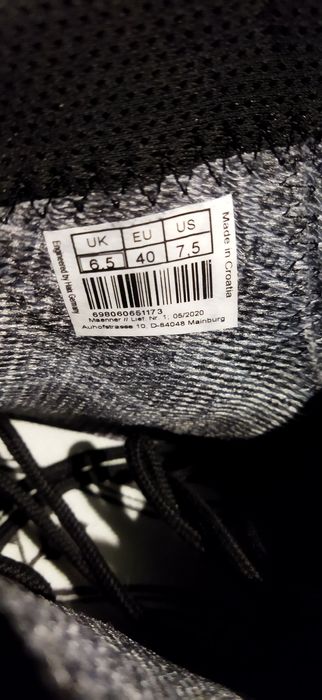 UK EU US
6.5 40 7.5
698060651173
Maenner // Lief. Nr. 1; 05/2020
Auhofstrasse 10, D-84048 Mainburg
Made in Croatia
Engineered by Haix Germany